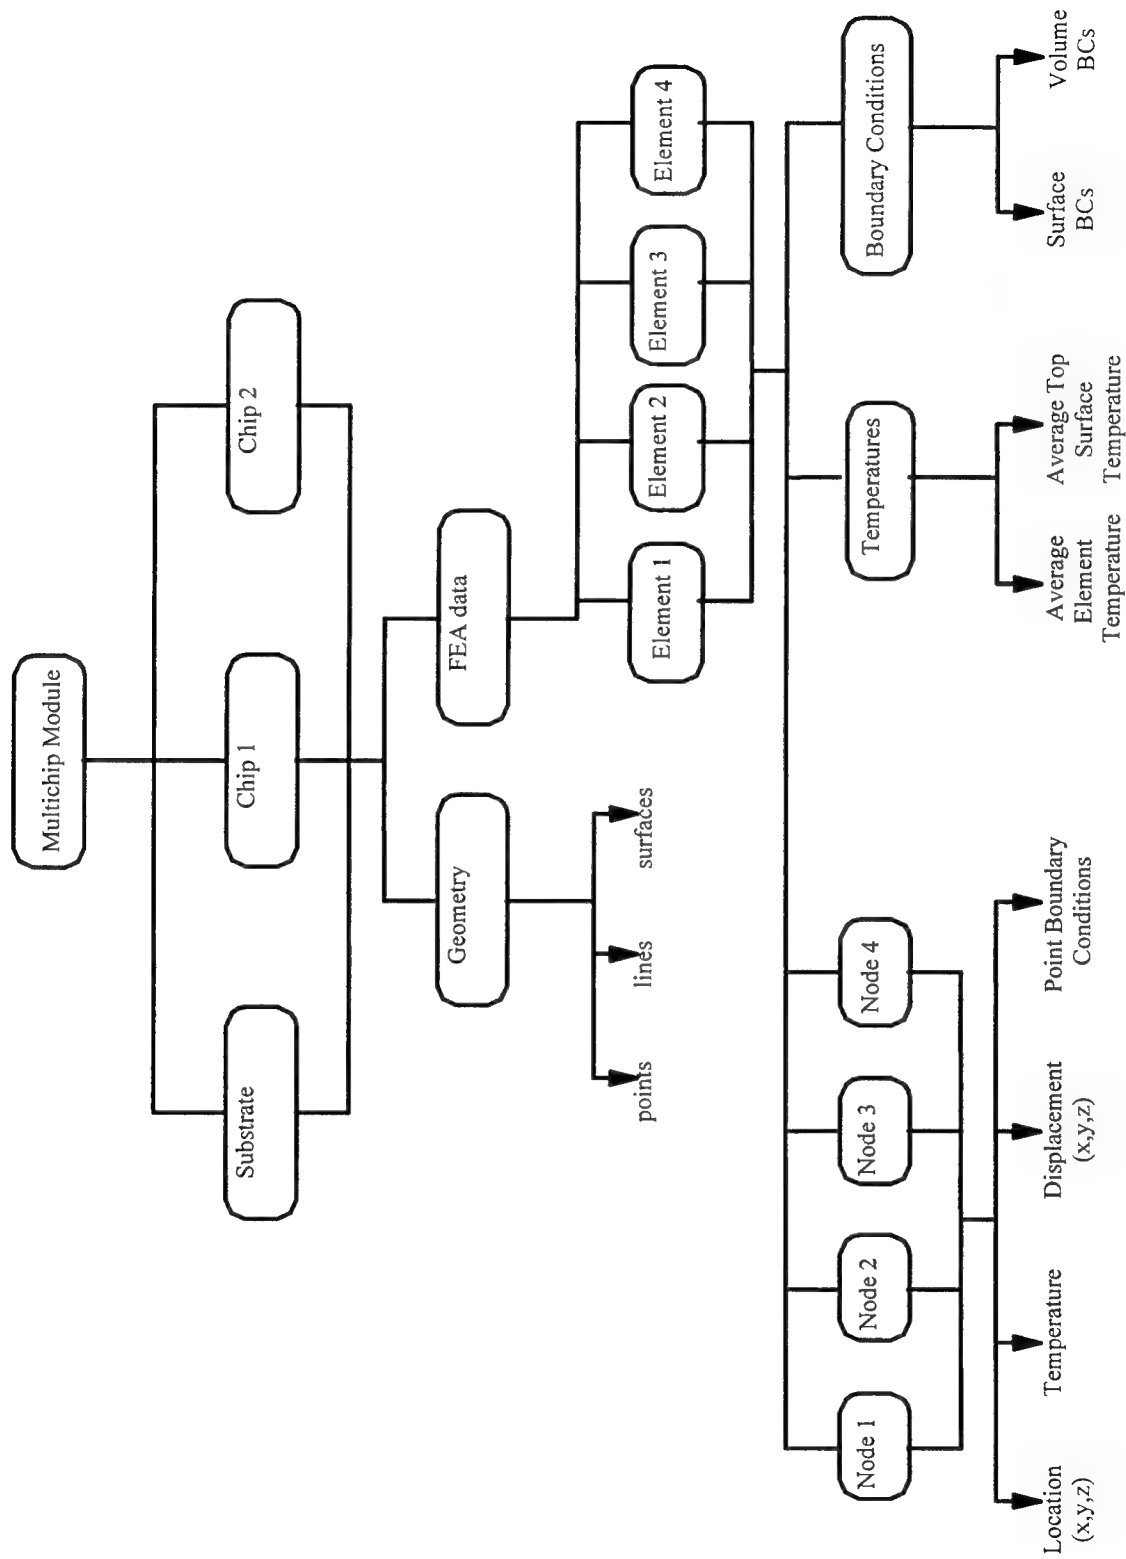 Multichip Module
Substrate
Chip 1
Chip 2
Geometry
FEA data
points
lines
surfaces
Element 1
Element 2
Element 3
Element 4
Node 1
Node 2
Node 3
Node 4
Temperatures
Boundary Conditions
Location
(x,y,z)
Temperature
Displacement
(x,y,z)
Point Boundary
Conditions
Average
Element
Temperature
Average Top
Surface
Temperature
Surface
BCs
Volume
BCs